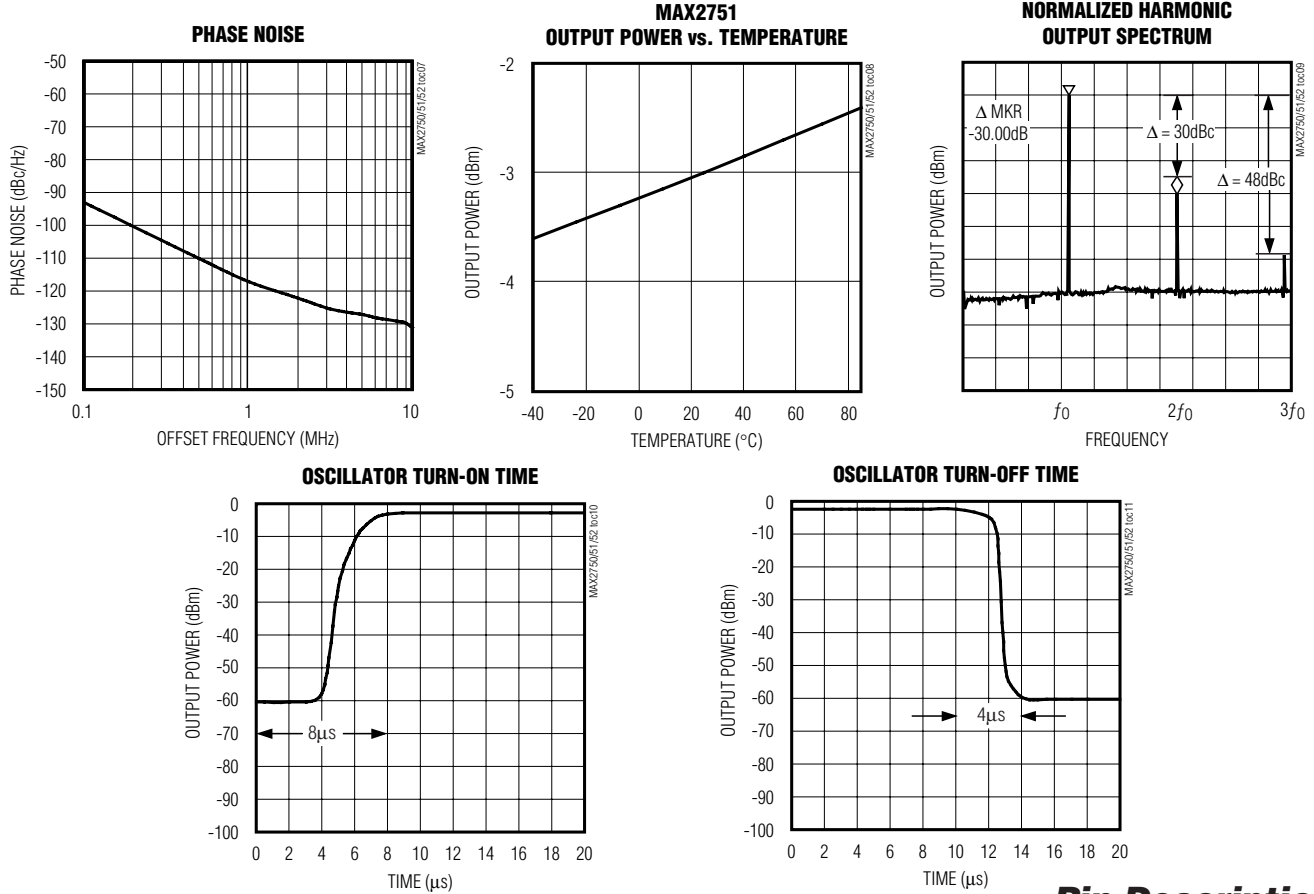 PHASE NOISE
MAX2750/51/52 toc07
PHASE NOISE (dBc/Hz)
-50
-60
-70
-80
-90
-100
-110
-120
-130
-140
-150
0.1
1
10
OFFSET FREQUENCY (MHz)
MAX2751
OUTPUT POWER vs. TEMPERATURE
MAX2750/51/52 toc08
OUTPUT POWER (dBm)
-2
-3
-4
-5
-40
-20
0
20
40
60
80
TEMPERATURE (°C)
NORMALIZED HARMONIC
OUTPUT SPECTRUM
MAX2750/51/52 toc09
OUTPUT POWER (dBm)
Δ MKR
-30.00dB
Δ = 30dBc
Δ = 48dBc
fO
2fO
3fO
FREQUENCY
OSCILLATOR TURN-ON TIME
MAX2750/51/52 toc10
OUTPUT POWER (dBm)
0
-10
-20
-30
-40
-50
-60
-70
-80
-90
-100
8μs
0
2
4
6
8
10
12
14
16
18
20
TIME (μs)
OSCILLATOR TURN-OFF TIME
MAX2750/51/52 toc11
OUTPUT POWER (dBm)
0
-10
-20
-30
-40
-50
-60
-70
-80
-90
-100
4μs
0
2
4
6
8
10
12
14
16
18
20
TIME (μs)